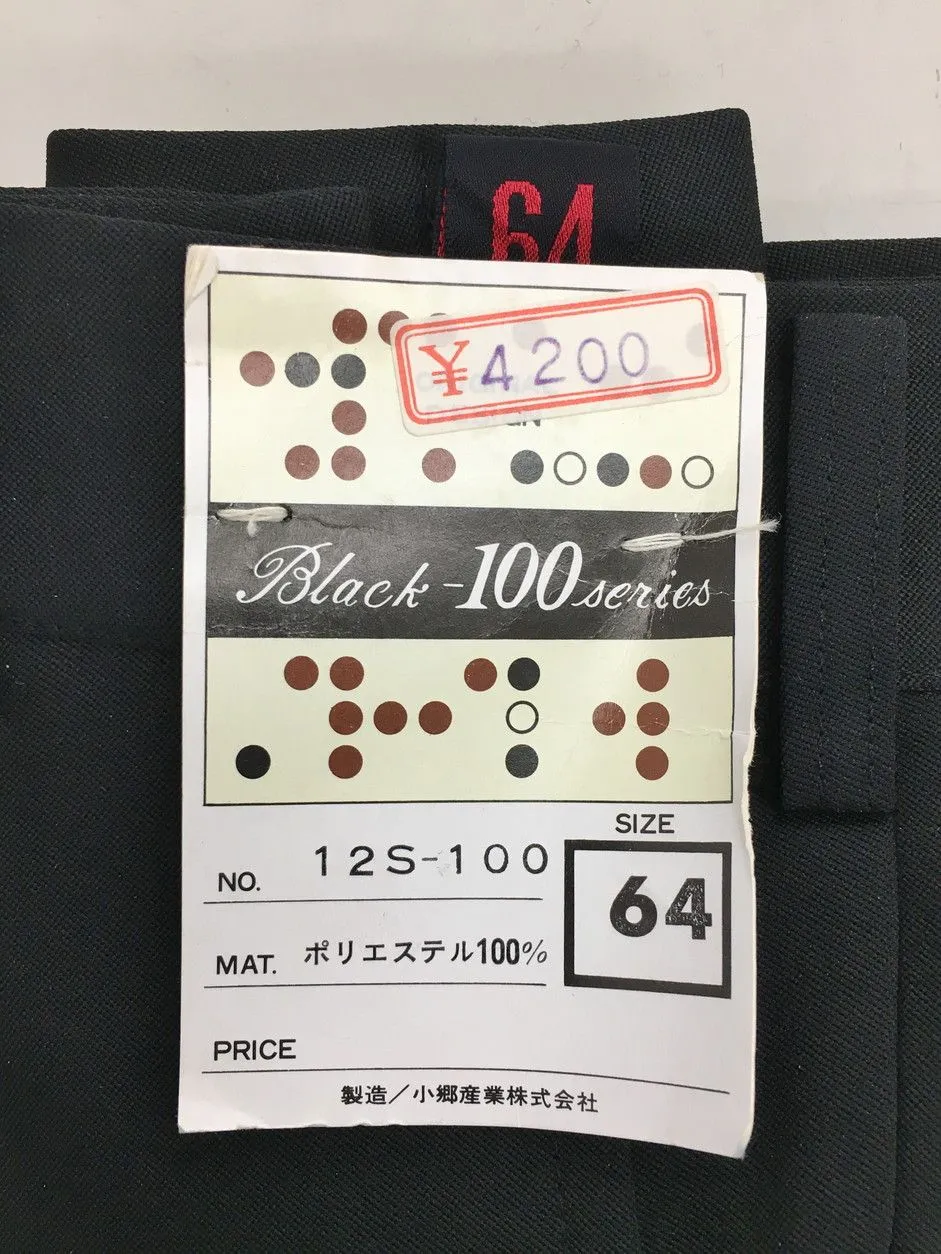 64
¥4200
Black-100series
SIZE
NO. 12S-100
64
MAT. ポリエステル100%
PRICE
製造/小郷産業株式会社